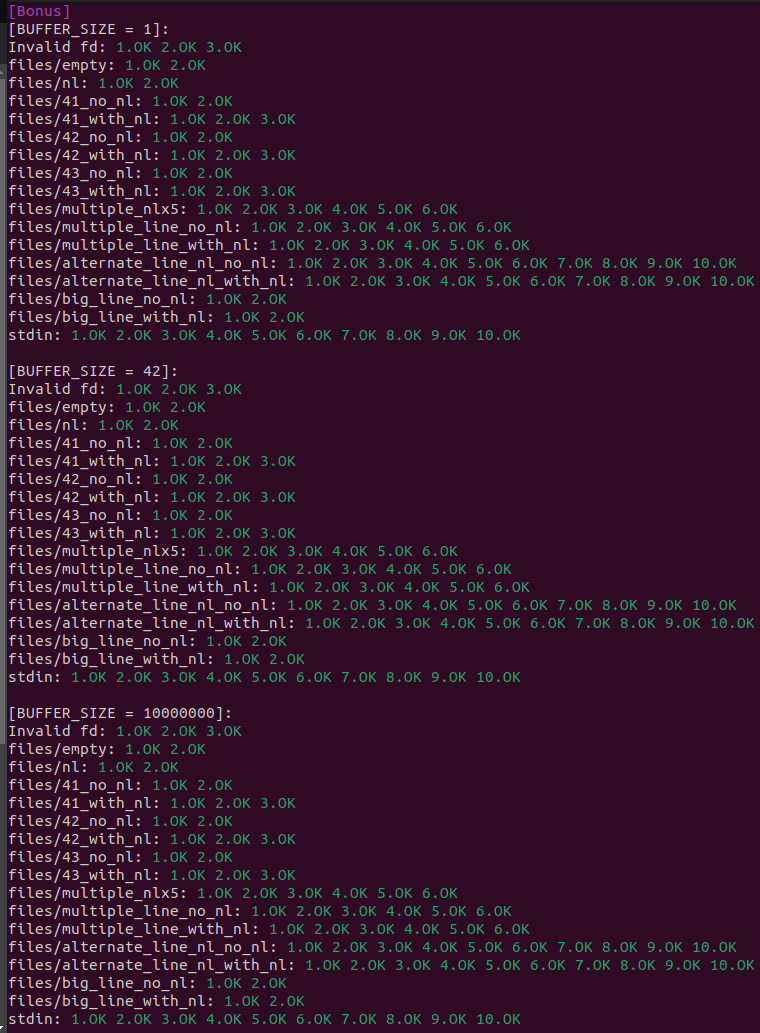 [Bonus]
[BUFFER_SIZE = 1]:
Invalid fd: 1.OK 2.OK 3.OK
files/empty: 1.OK 2.OK
files/nl: 1.OK 2.OK
files/41_no_nl: 1.OK 2.OK
files/41_with_nl: 1.OK 2.OK 3.OK
files/42_no_nl: 1.OK 2.OK
files/42_with_nl: 1.OK 2.OK 3.OK
files/43_no_nl: 1.OK 2.OK
files/43_with_nl: 1.OK 2.OK 3.OK
files/multiple_nlx5: 1.OK 2.OK 3.OK 4.OK 5.OK 6.OK
files/multiple_line_no_nl: 1.OK 2.OK 3.OK 4.OK 5.OK 6.OK
files/multiple_line_with_nl: 1.OK 2.OK 3.OK 4.OK 5.OK 6.OK
files/alternate_line_nl_no_nl: 1.OK 2.OK 3.OK 4.OK 5.OK 6.OK 7.OK 8.OK 9.OK 10.OK
files/alternate_line_nl_with_nl: 1.OK 2.OK 3.OK 4.OK 5.OK 6.OK 7.OK 8.OK 9.OK 10.OK
files/big_line_no_nl: 1.OK 2.OK
files/big_line_with_nl: 1.OK 2.OK
stdin: 1.OK 2.OK 3.OK 4.OK 5.OK 6.OK 7.OK 8.OK 9.OK 10.OK

[BUFFER_SIZE = 42]:
Invalid fd: 1.OK 2.OK 3.OK
files/empty: 1.OK 2.OK
files/nl: 1.OK 2.OK
files/41_no_nl: 1.OK 2.OK
files/41_with_nl: 1.OK 2.OK 3.OK
files/42_no_nl: 1.OK 2.OK
files/42_with_nl: 1.OK 2.OK 3.OK
files/43_no_nl: 1.OK 2.OK
files/43_with_nl: 1.OK 2.OK 3.OK
files/multiple_nlx5: 1.OK 2.OK 3.OK 4.OK 5.OK 6.OK
files/multiple_line_no_nl: 1.OK 2.OK 3.OK 4.OK 5.OK 6.OK
files/multiple_line_with_nl: 1.OK 2.OK 3.OK 4.OK 5.OK 6.OK
files/alternate_line_nl_no_nl: 1.OK 2.OK 3.OK 4.OK 5.OK 6.OK 7.OK 8.OK 9.OK 10.OK
files/alternate_line_nl_with_nl: 1.OK 2.OK 3.OK 4.OK 5.OK 6.OK 7.OK 8.OK 9.OK 10.OK
files/big_line_no_nl: 1.OK 2.OK
files/big_line_with_nl: 1.OK 2.OK
stdin: 1.OK 2.OK 3.OK 4.OK 5.OK 6.OK 7.OK 8.OK 9.OK 10.OK

[BUFFER_SIZE = 10000000]:
Invalid fd: 1.OK 2.OK 3.OK
files/empty: 1.OK 2.OK
files/nl: 1.OK 2.OK
files/41_no_nl: 1.OK 2.OK
files/41_with_nl: 1.OK 2.OK 3.OK
files/42_no_nl: 1.OK 2.OK
files/42_with_nl: 1.OK 2.OK 3.OK
files/43_no_nl: 1.OK 2.OK
files/43_with_nl: 1.OK 2.OK 3.OK
files/multiple_nlx5: 1.OK 2.OK 3.OK 4.OK 5.OK 6.OK
files/multiple_line_no_nl: 1.OK 2.OK 3.OK 4.OK 5.OK 6.OK
files/multiple_line_with_nl: 1.OK 2.OK 3.OK 4.OK 5.OK 6.OK
files/alternate_line_nl_no_nl: 1.OK 2.OK 3.OK 4.OK 5.OK 6.OK 7.OK 8.OK 9.OK 10.OK
files/alternate_line_nl_with_nl: 1.OK 2.OK 3.OK 4.OK 5.OK 6.OK 7.OK 8.OK 9.OK 10.OK
files/big_line_no_nl: 1.OK 2.OK
files/big_line_with_nl: 1.OK 2.OK
stdin: 1.OK 2.OK 3.OK 4.OK 5.OK 6.OK 7.OK 8.OK 9.OK 10.OK